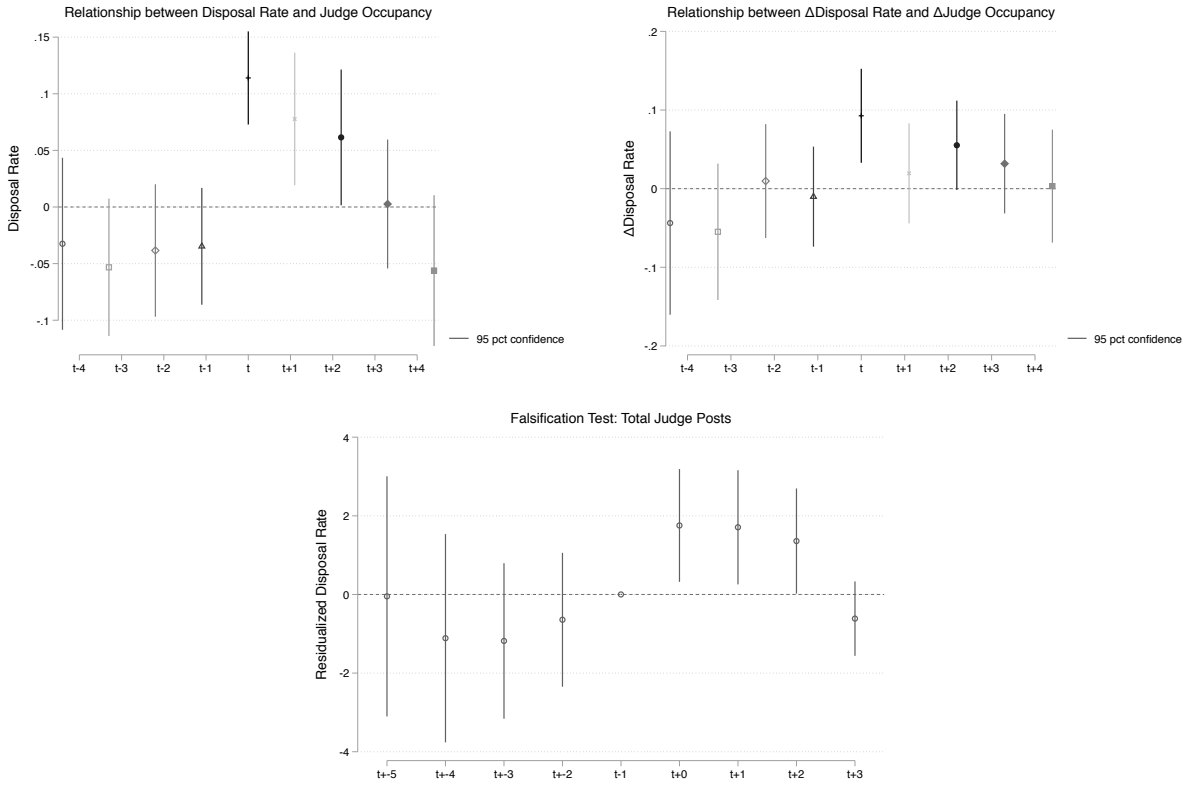 Relationship between Disposal Rate and Judge Occupancy
Disposal Rate
.15
.1
.05
0
-.05
-.1
t-4 t-3 t-2 t-1 t t+1 t+2 t+3 t+4
95 pct confidence
Relationship between ΔDisposal Rate and ΔJudge Occupancy
ΔDisposal Rate
.2
.1
0
-.1
-.2
t-4 t-3 t-2 t-1 t t+1 t+2 t+3 t+4
95 pct confidence
Falsification Test: Total Judge Posts
Residualized Disposal Rate
4
2
0
-2
-4
t+-5 t+-4 t+-3 t+-2 t-1 t+0 t+1 t+2 t+3